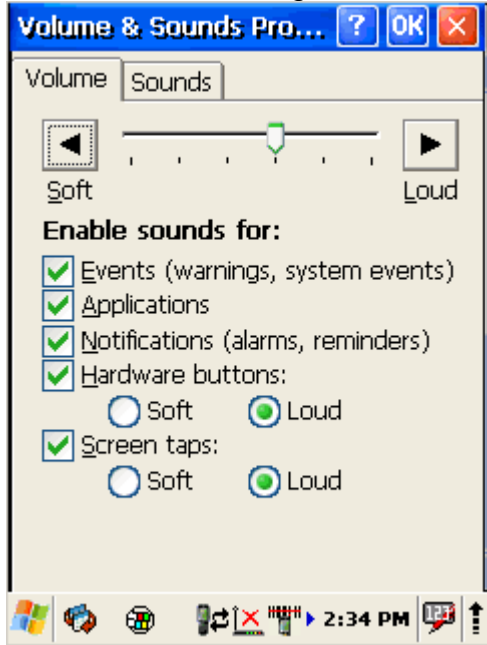 Volume & Sounds Pro... ? OK
Volume Sounds
Soft Loud
Enable sounds for:
Events (warnings, system events)
Applications
Notifications (alarms, reminders)
Hardware buttons:
Soft Loud
Screen taps:
Soft Loud
2:34 PM